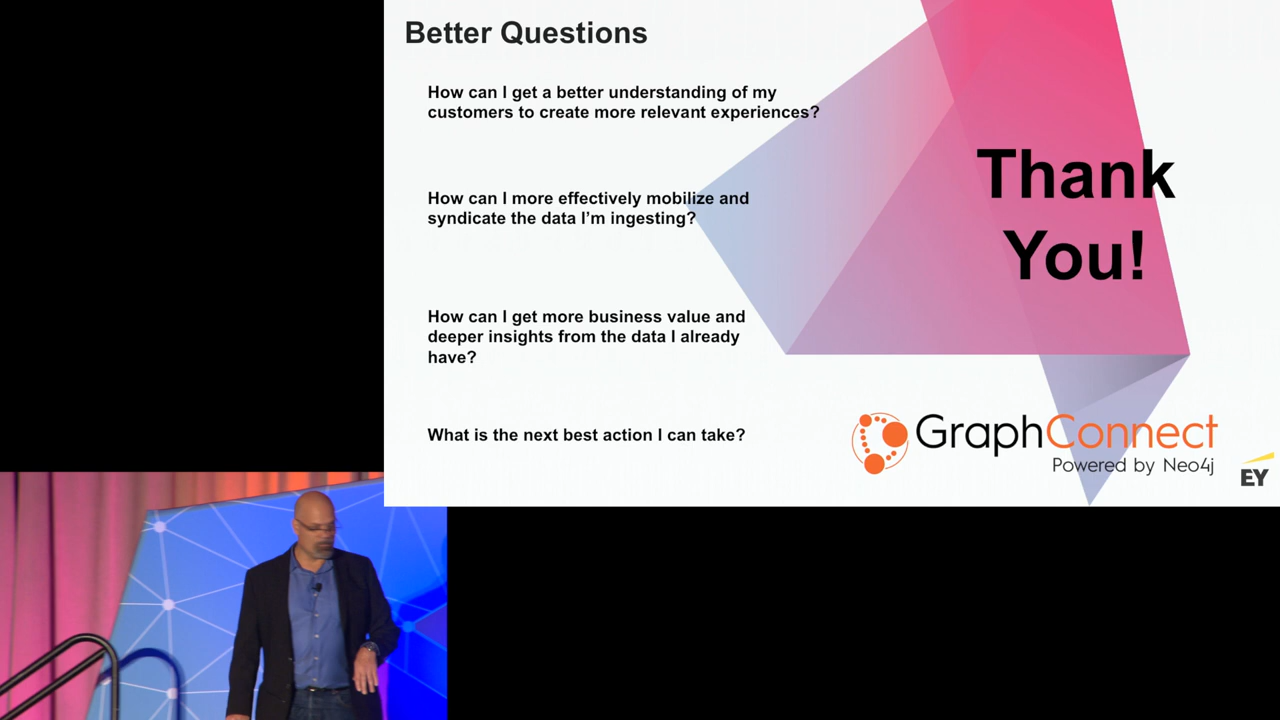 Better Questions
How can I get a better understanding of my
customers to create more relevant experiences?
How can I more effectively mobilize and
syndicate the data I’m ingesting?
How can I get more business value and
deeper insights from the data I already
have?
What is the next best action I can take?
Thank
You!
GraphConnect
Powered by Neo4j
EY